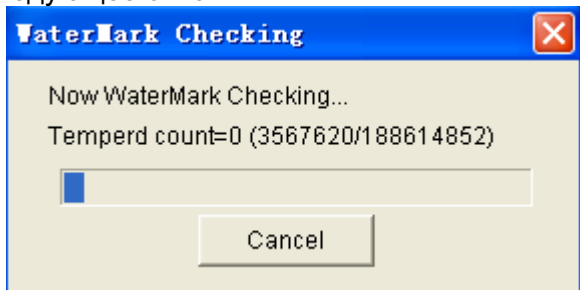 WaterMark Checking
Now WaterMark Checking...
Temperd count=0 (3567620/188614852)
Cancel